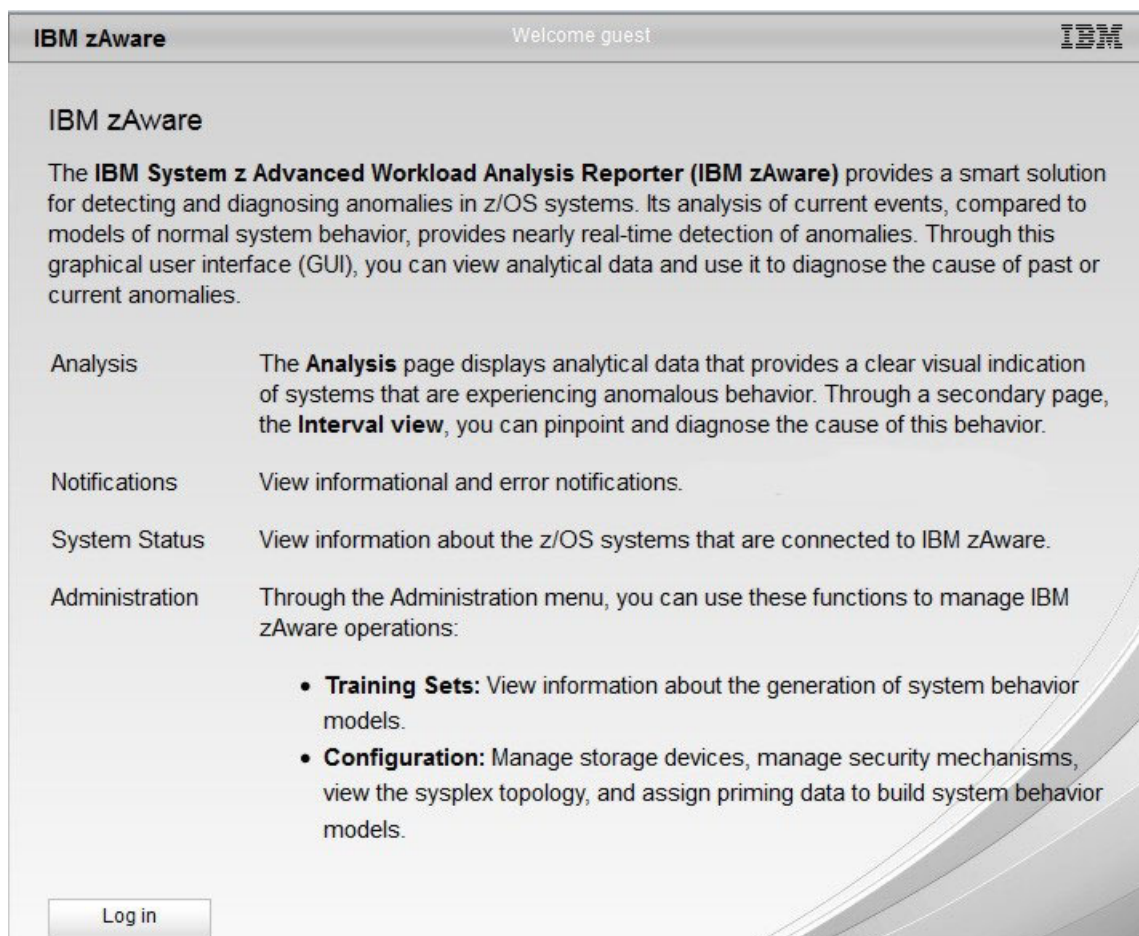 IBM zAware Welcome guest IBM
IBM zAware
The IBM System z Advanced Workload Analysis Reporter (IBM zAware) provides a smart solution
for detecting and diagnosing anomalies in z/OS systems. Its analysis of current events, compared to
models of normal system behavior, provides nearly real-time detection of anomalies. Through this
graphical user interface (GUI), you can view analytical data and use it to diagnose the cause of past or
current anomalies.
Analysis The Analysis page displays analytical data that provides a clear visual indication
of systems that are experiencing anomalous behavior. Through a secondary page,
the Interval view, you can pinpoint and diagnose the cause of this behavior.
Notifications View informational and error notifications.
System Status View information about the z/OS systems that are connected to IBM zAware.
Administration Through the Administration menu, you can use these functions to manage IBM
zAware operations:
• Training Sets: View information about the generation of system behavior
models.
• Configuration: Manage storage devices, manage security mechanisms,
view the sysplex topology, and assign priming data to build system behavior
models.
Log in